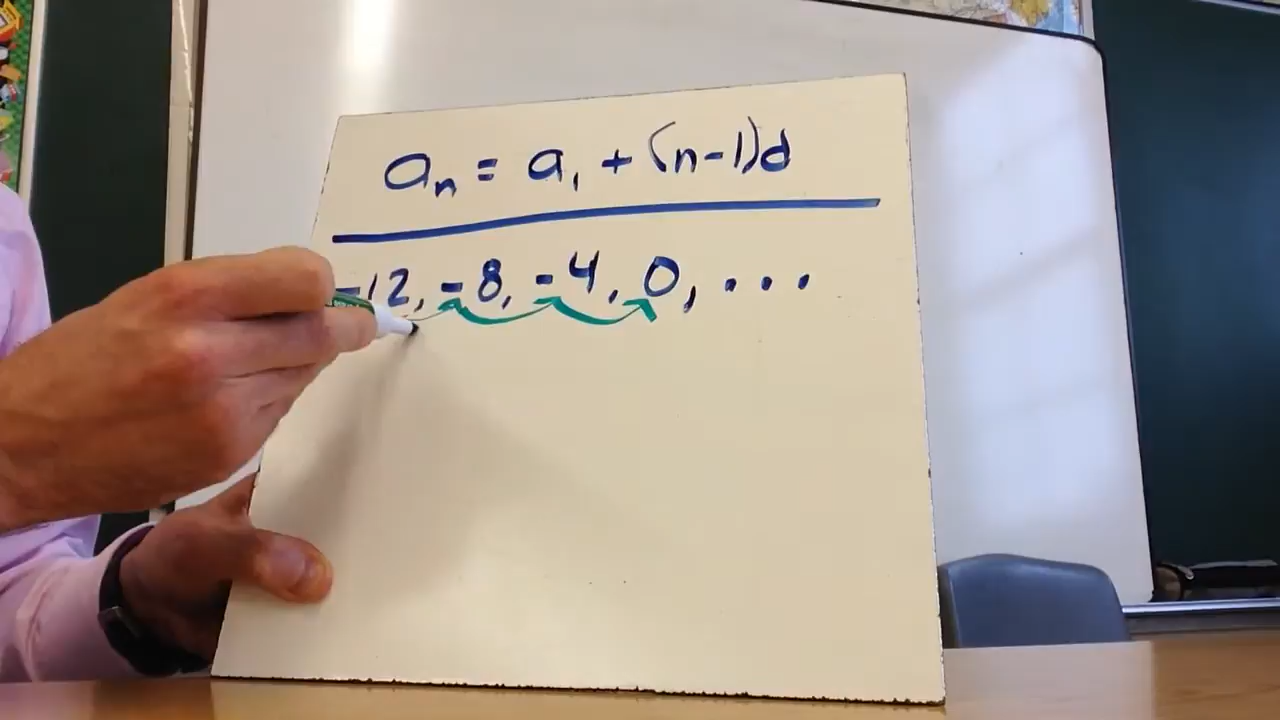 aₙ = a₁ + (n-1)d
-12, -8, -4, 0, ...